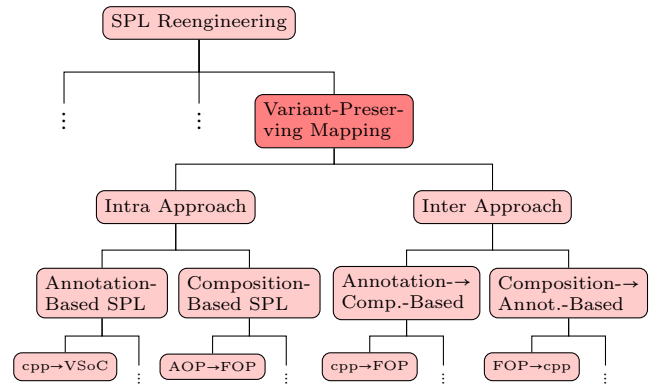 SPL Reengineering
⋮ ⋮
Variant-Preser-
ving Mapping
Intra Approach
Inter Approach
Annotation-
Based SPL
Composition-
Based SPL
Annotation-→
Comp.-Based
Composition-→
Annot.-Based
cpp→VSoC
⋮
AOP→FOP
⋮
cpp→FOP
⋮
FOP→cpp
⋮